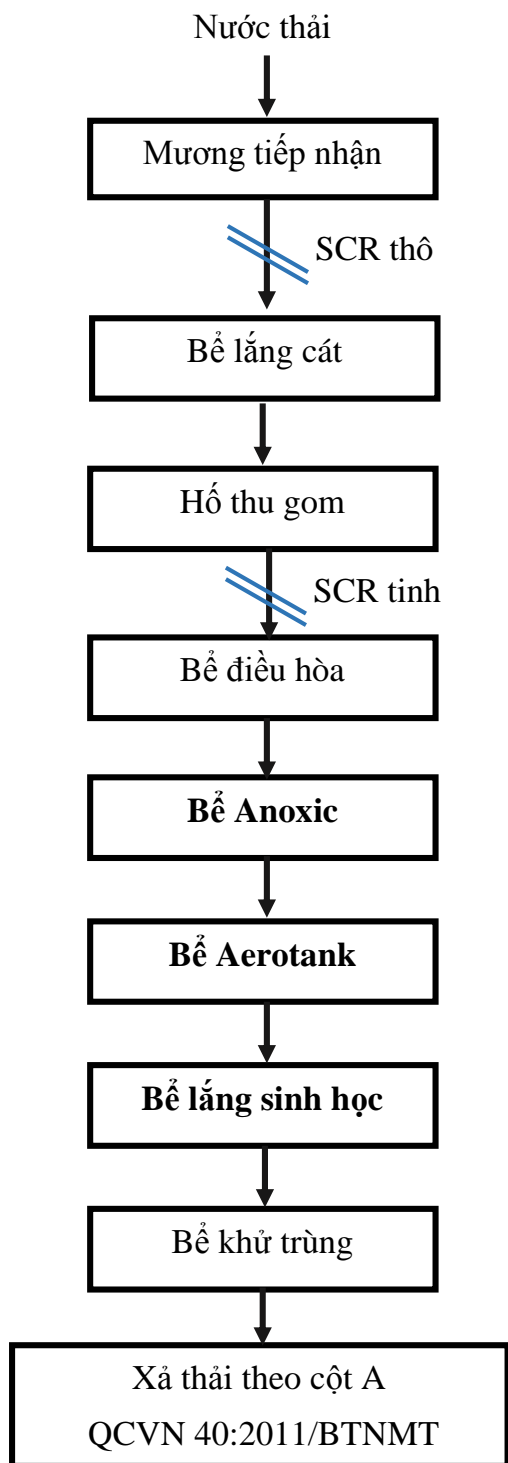 Nước thải
Mương tiếp nhận
SCR thô
Bể lắng cát
Hố thu gom
SCR tinh
Bể điều hòa
Bể Anoxic
Bể Aerotank
Bể lắng sinh học
Bể khử trùng
Xả thải theo cột A
QCVN 40:2011/BTNMT